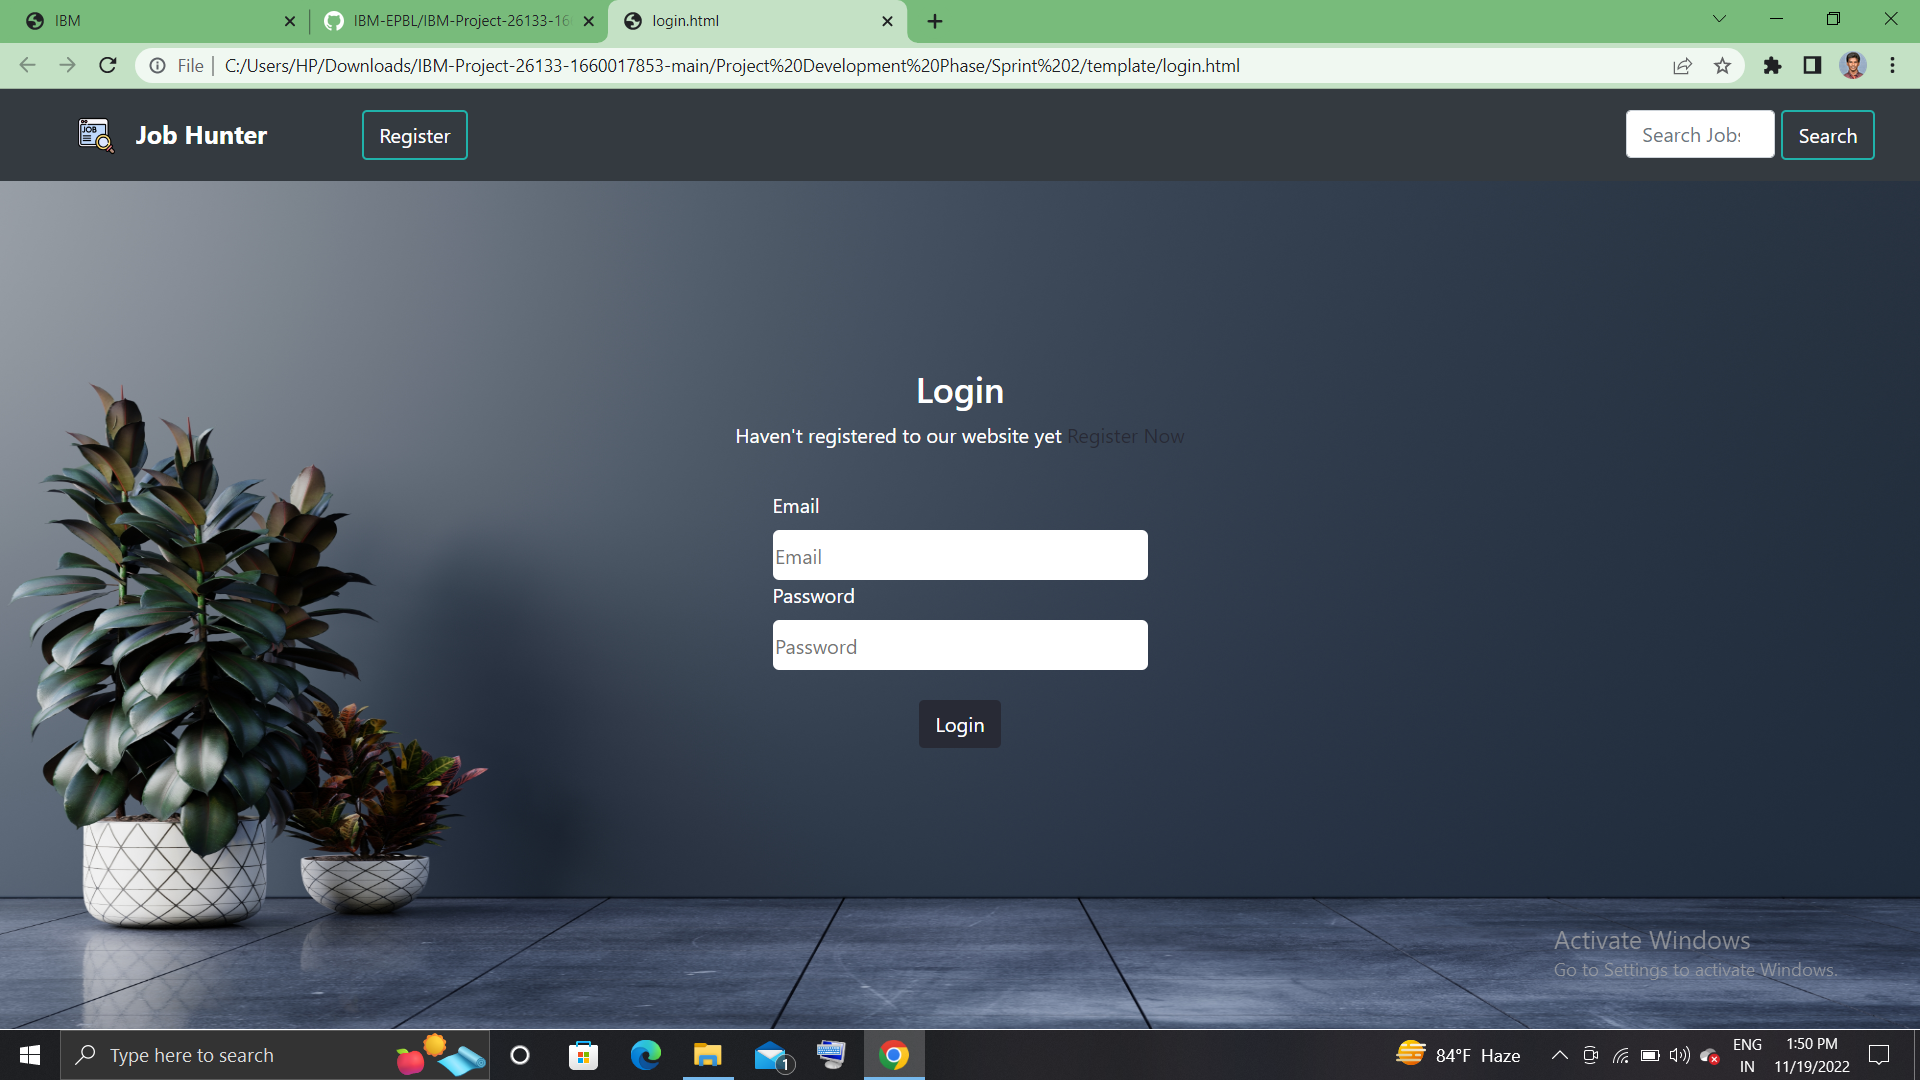 IBM
IBM-EPBL/IBM-Project-26133-16
login.html
File
C:/Users/HP/Downloads/IBM-Project-26133-1660017853-main/Project%20Development%20Phase/Sprint%202/template/login.html
JOB
Job Hunter
Register
Search Jobs
Search
Login
Haven't registered to our website yet Register Now
Email
Email
Password
Password
Login
Activate Windows
Go to Settings to activate Windows.
Type here to search
1
84°F Haze
ENG
IN
1:50 PM
11/19/2022